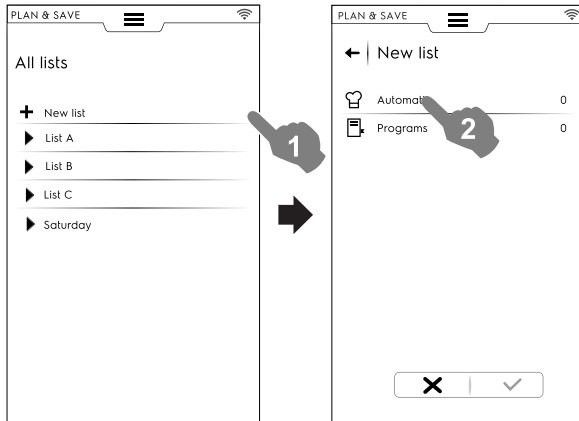 PLAN & SAVE
All lists
New list
List A
List B
List C
Saturday
1
PLAN & SAVE
New list
0
Programs 0
2